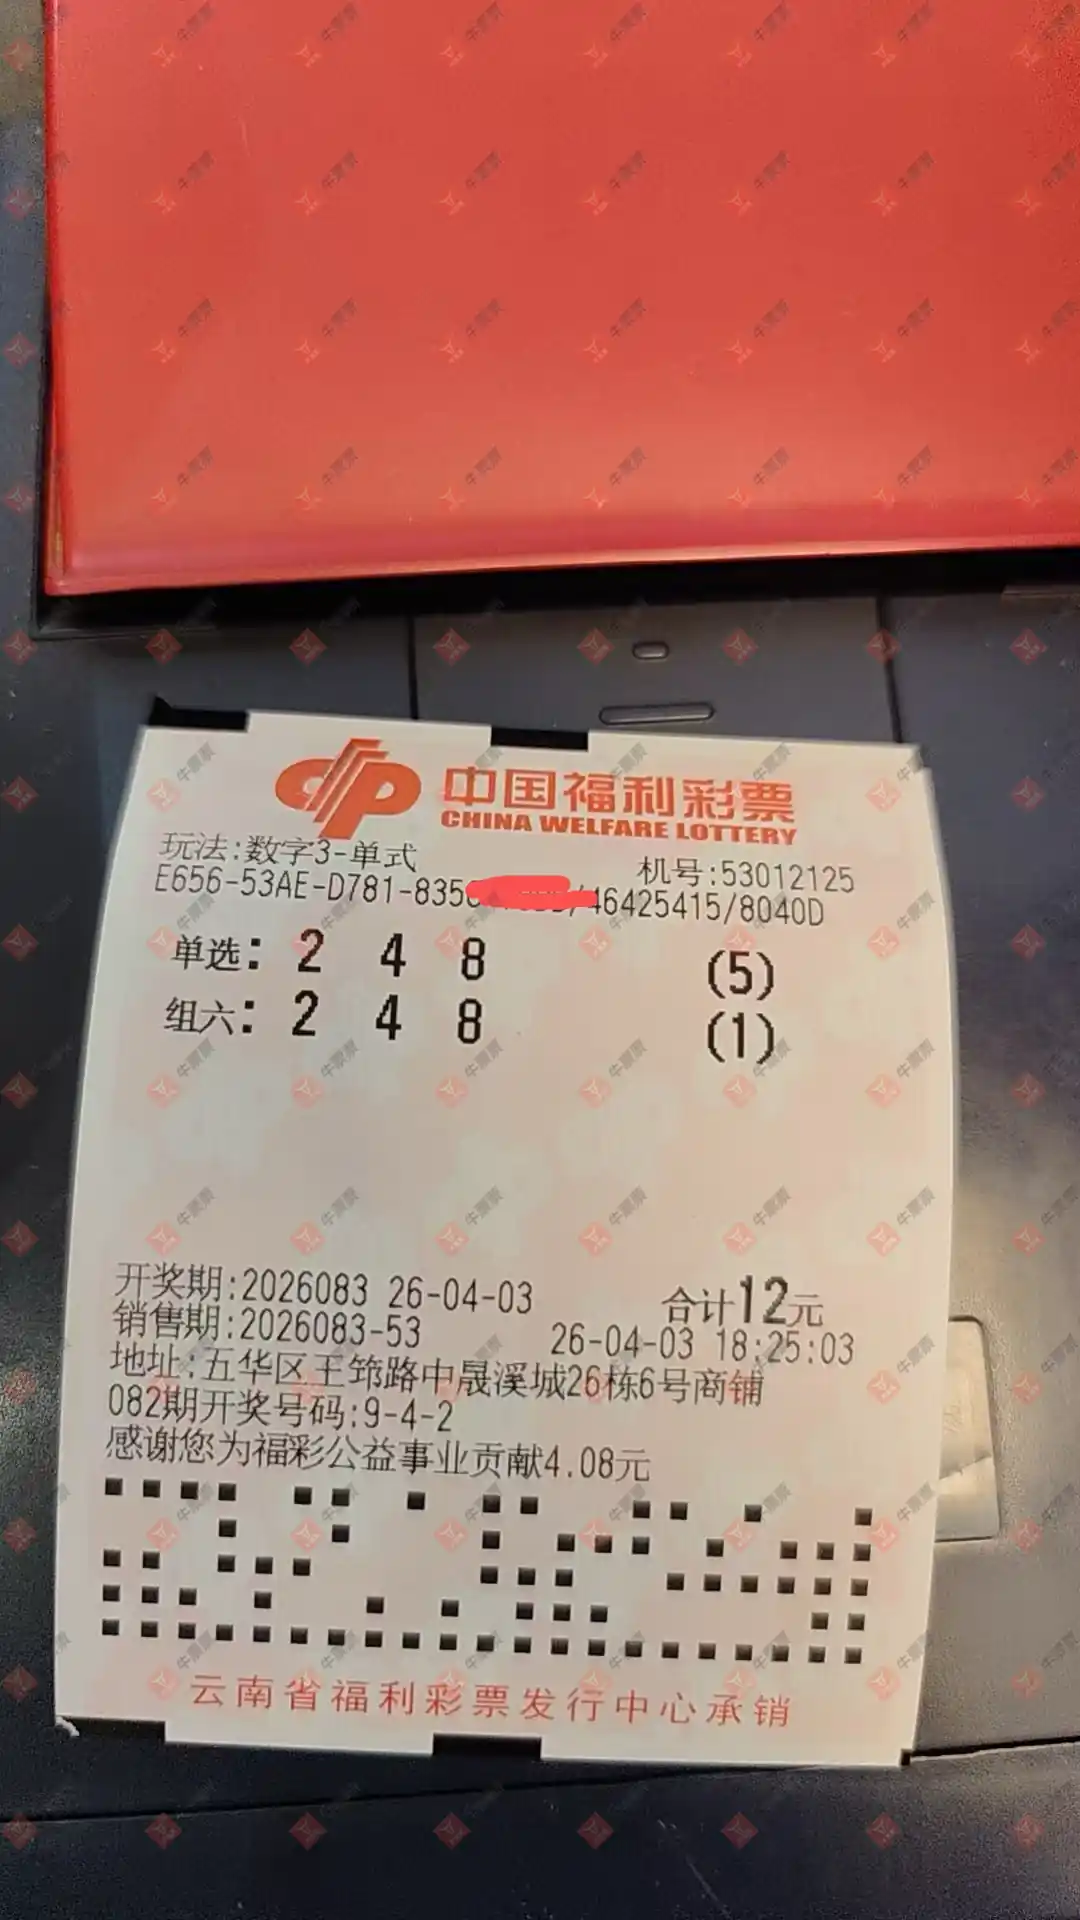 中国福利彩票
CHINA WELFARE LOTTERY
玩法:数字3-单式 机号:53012125
E656-53AE-D781-835 /46425415/8040D
单选: 2 4 8 (5)
组六: 2 4 8 (1)
开奖期:2026083 26-04-03 合计12元
销售期:2026083-53 26-04-03 18:25:03
地址:五华区王筇路中晟溪城26栋6号商铺
082期开奖号码:9-4-2
感谢您为福彩公益事业贡献4.08元
云南省福利彩票发行中心承销
牛票票